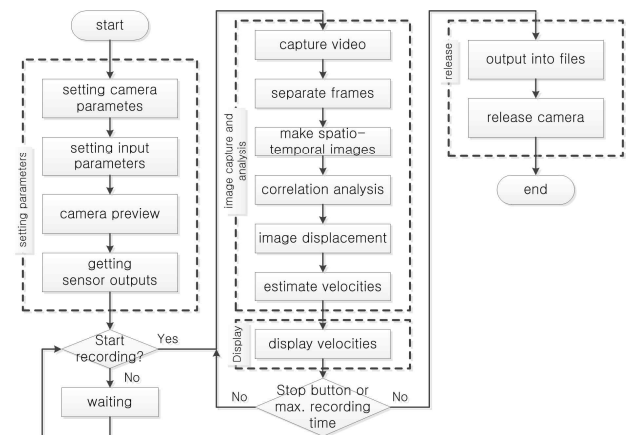 start
setting parameters
setting camera
parametes
setting input
parameters
camera preview
getting
sensor outputs
Start
recording?
Yes
No
waiting
image capture and
analysis
capture video
separate frames
make spatio-
temporal images
correlation analysis
image displacement
estimate velocities
Display
display velocities
Stop button or
max. recording
time
No
No
release
output into files
release camera
end